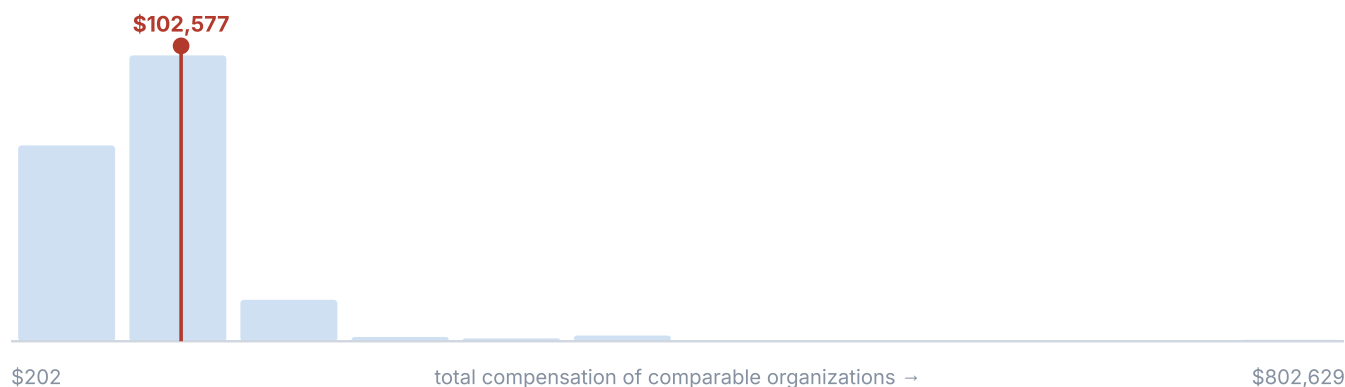 $102,577
$202 total compensation of comparable organizations → $802,629